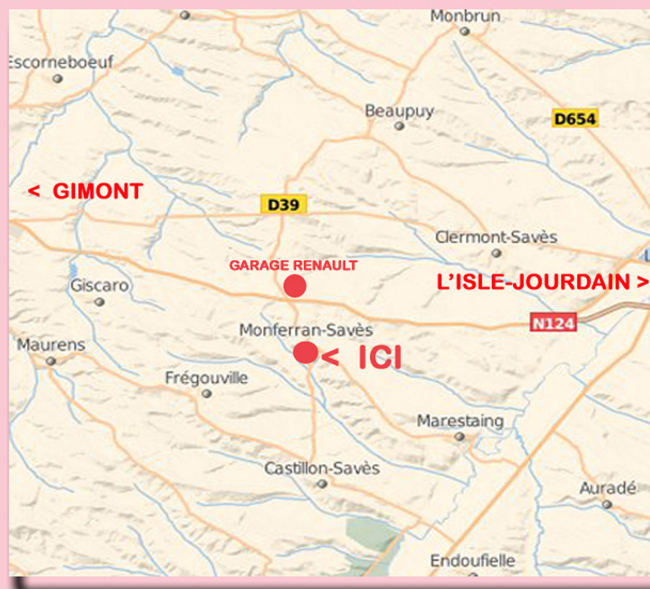 Monbrun
Escorneboeuf
Beaupuy
D654
< GIMONT
D39
Clermont-Savès
GARAGE RENAULT
L'ISLE-JOURDAIN >
Giscaro
N124
Monferran-Savès
Maurens
< ICI
Frégouville
Marestaing
Castillon-Savès
Auradé
Endoufielle